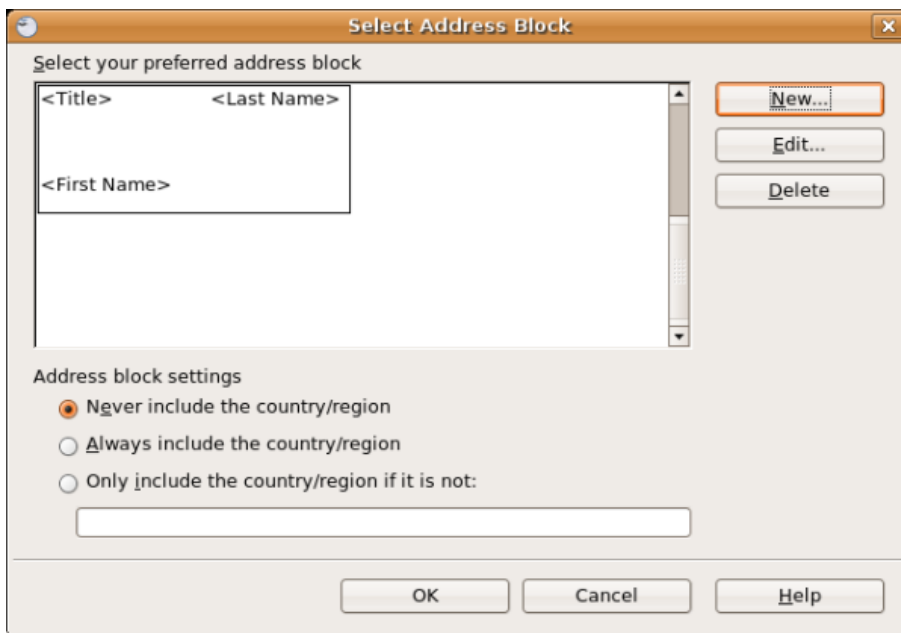 Select Address Block
Select your preferred address block
<Title> <Last Name>
<First Name>
New...
Edit...
Delete
Address block settings
Never include the country/region
Always include the country/region
Only include the country/region if it is not:
OK Cancel Help